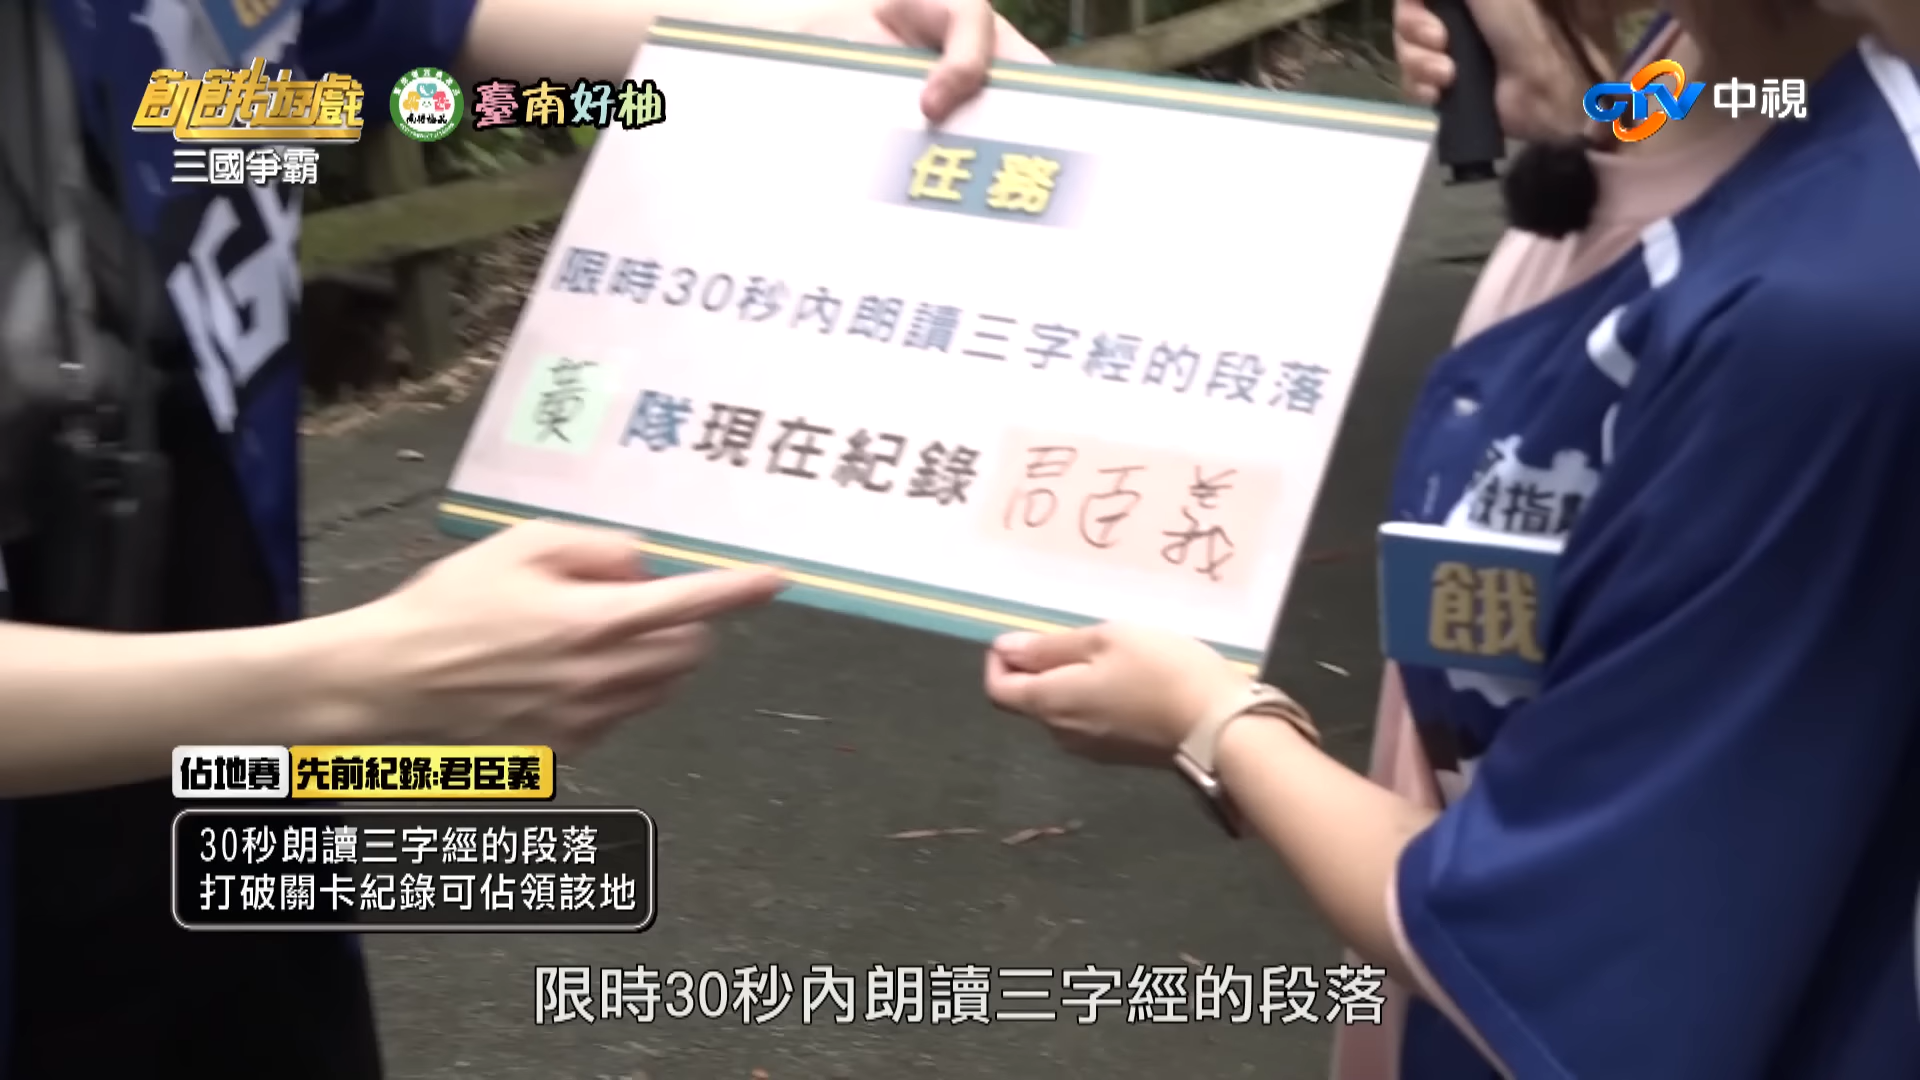 飢餓遊戲
三國爭霸
臺南好柚
CTV中視
任務
限時30秒內朗讀三字經的段落
隊現在紀錄 君臣義
餓
佔地賽 先前紀錄:君臣義
30秒朗讀三字經的段落
打破關卡紀錄可佔領該地
限時30秒內朗讀三字經的段落